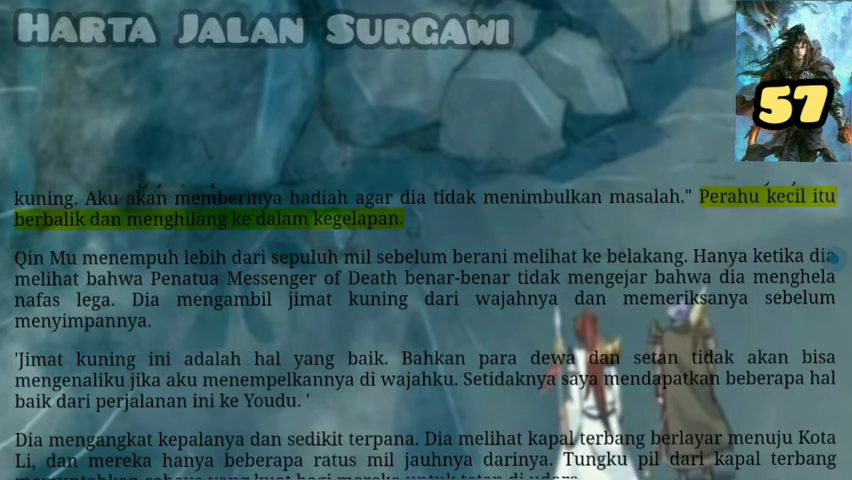 HARTA JALAN SURGAWI
57
kuning. Aku akan memberinya hadiah agar dia tidak menimbulkan masalah." Perahu kecil itu
berbalik dan menghilang ke dalam kegelapan.
Qin Mu menempuh lebih dari sepuluh mil sebelum berani melihat ke belakang. Hanya ketika dia
melihat bahwa Penatua Messenger of Death benar-benar tidak mengejar bahwa dia menghela
nafas lega. Dia mengambil jimat kuning dari wajahnya dan memeriksanya sebelum
menyimpannya.
'Jimat kuning ini adalah hal yang baik. Bahkan para dewa dan setan tidak akan bisa
mengenaliku jika aku menempelkannya di wajahku. Setidaknya saya mendapatkan beberapa hal
baik dari perjalanan ini ke Youdu. '
Dia mengangkat kepalanya dan sedikit terpana. Dia melihat kapal terbang berlayar menuju Kota
Li, dan mereka hanya beberapa ratus mil jauhnya darinya. Tungku pil dari kapal terbang